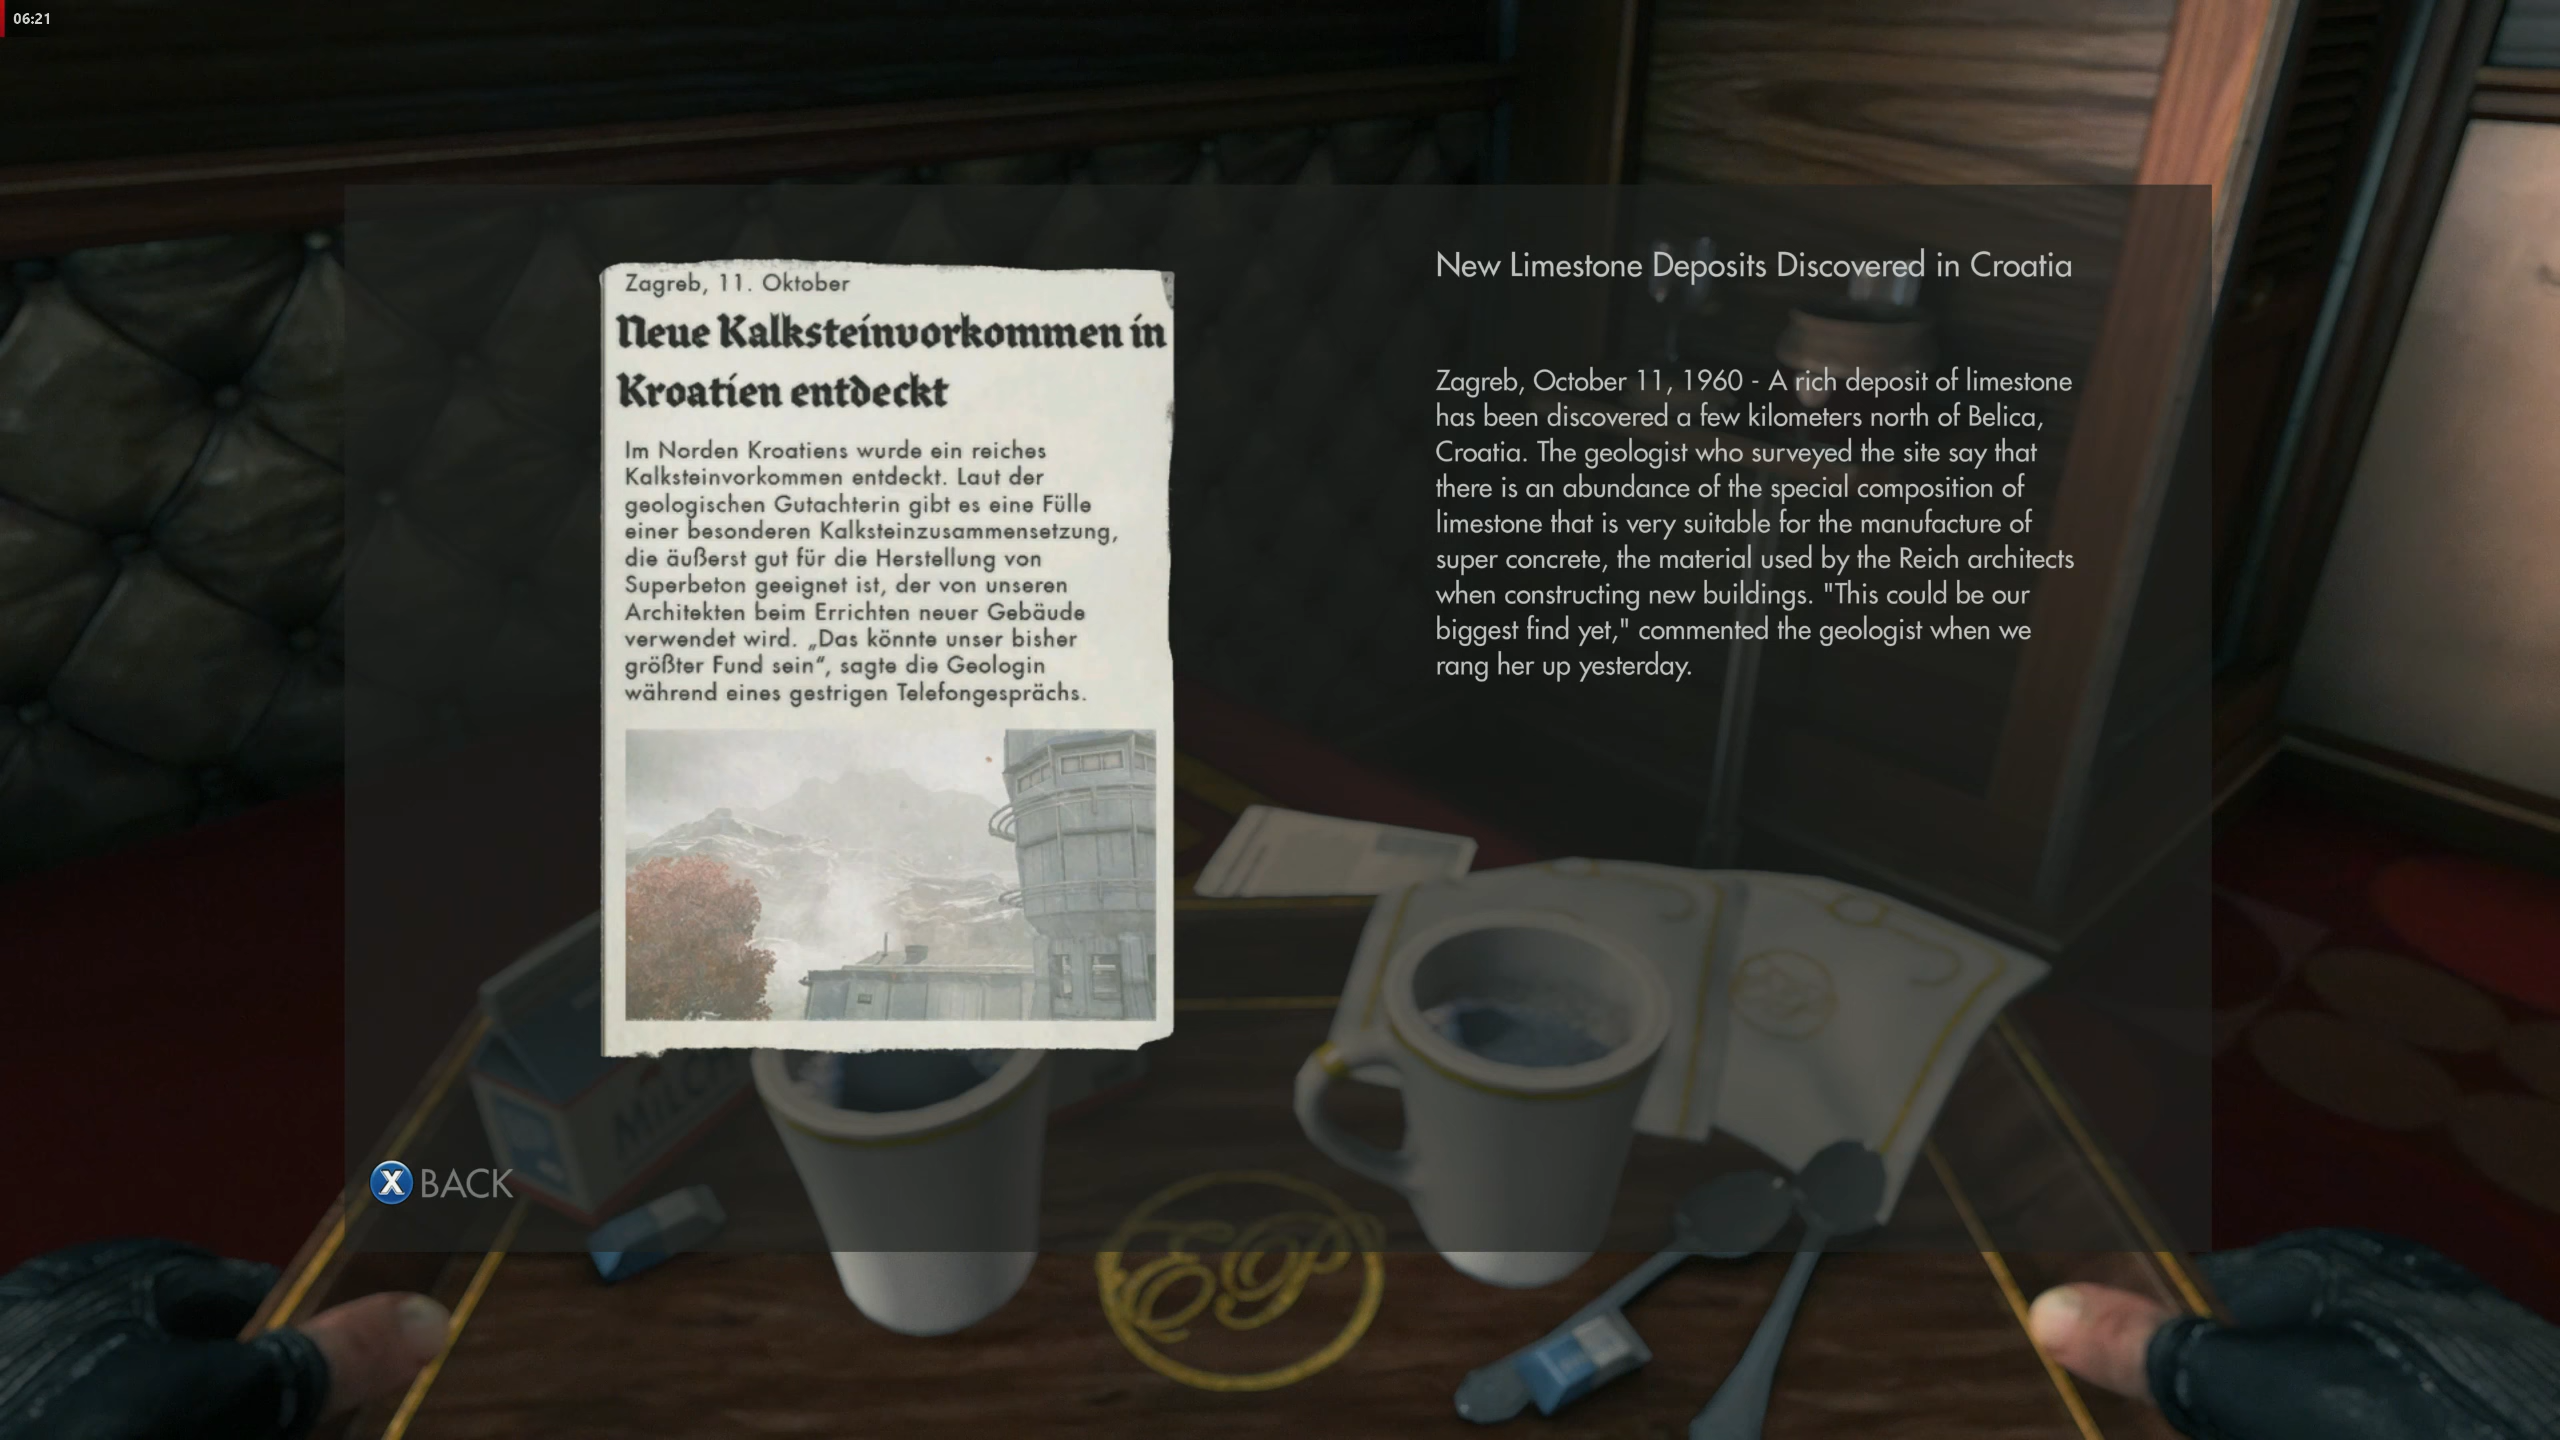 06:21
Zagreb, 11. Oktober
Neue Kalksteinvorkommen in
Kroatien entdeckt
Im Norden Kroatiens wurde ein reiches
Kalksteinvorkommen entdeckt. Laut der
geologischen Gutachterin gibt es eine Fülle
einer besonderen Kalksteinzusammensetzung,
die äußerst gut für die Herstellung von
Superbeton geeignet ist, der von unseren
Architekten beim Errichten neuer Gebäude
verwendet wird. „Das könnte unser bisher
größter Fund sein“, sagte die Geologin
während eines gestrigen Telefongesprächs.
New Limestone Deposits Discovered in Croatia
Zagreb, October 11, 1960 - A rich deposit of limestone
has been discovered a few kilometers north of Belica,
Croatia. The geologist who surveyed the site say that
there is an abundance of the special composition of
limestone that is very suitable for the manufacture of
super concrete, the material used by the Reich architects
when constructing new buildings. "This could be our
biggest find yet," commented the geologist when we
rang her up yesterday.
MILCH
X BACK
EP